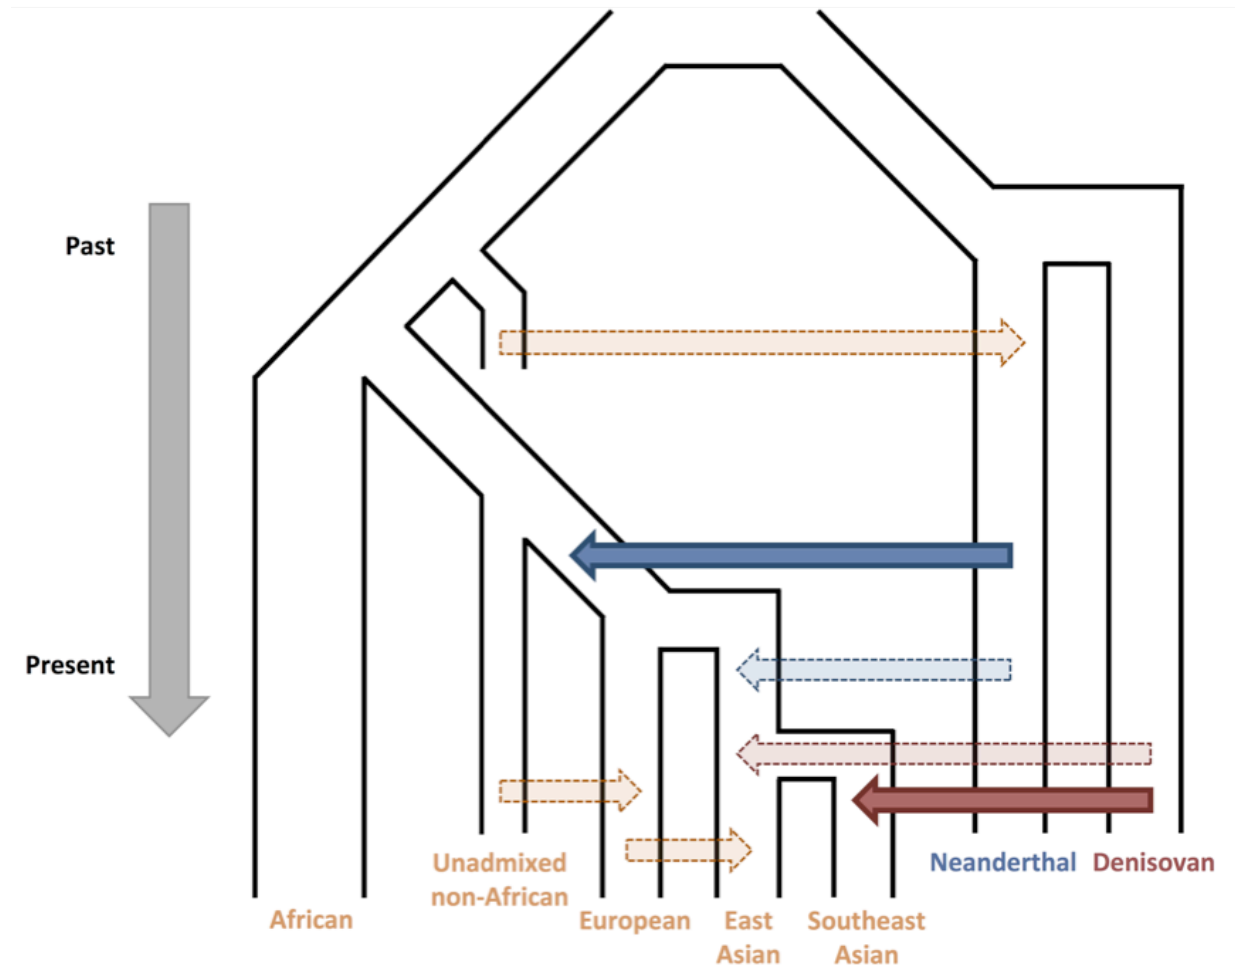 Past
Present
Unadmixed
non-African
Neanderthal
Denisovan
African
European
East
Asian
Southeast
Asian